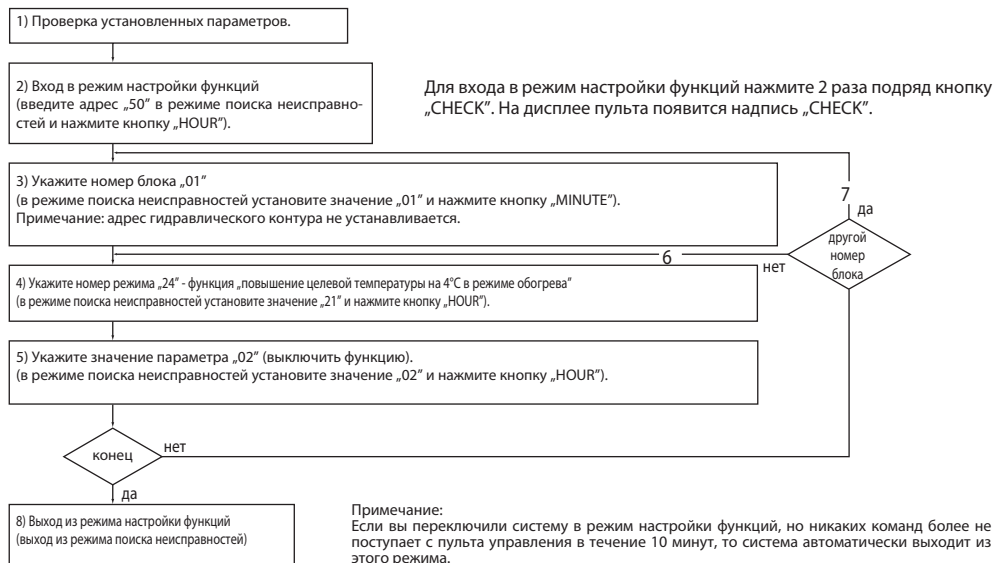 1) Проверка установленных параметров.
2) Вход в режим настройки функций
(введите адрес „50” в режиме поиска неисправно-
стей и нажмите кнопку „HOUR”).
Для входа в режим настройки функций нажмите 2 раза подряд кнопку
„CHECK”. На дисплее пульта появится надпись „CHECK”.
3) Укажите номер блока „01”
(в режиме поиска неисправностей установите значение „01” и нажмите кнопку „MINUTE”).
Примечание: адрес гидравлического контура не устанавливается.
7
да
другой
номер
блока
6
нет
4) Укажите номер режима „24” - функция „повышение целевой температуры на 4°С в режиме обогрева”
(в режиме поиска неисправностей установите значение „21” и нажмите кнопку „HOUR”).
5) Укажите значение параметра „02” (выключить функцию).
(в режиме поиска неисправностей установите значение „02” и нажмите кнопку „HOUR”).
конец
нет
да
8) Выход из режима настройки функций
(выход из режима поиска неисправностей)
Примечание:
Если вы переключили систему в режим настройки функций, но никаких команд более не
поступает с пульта управления в течение 10 минут, то система автоматически выходит из
этого режима.